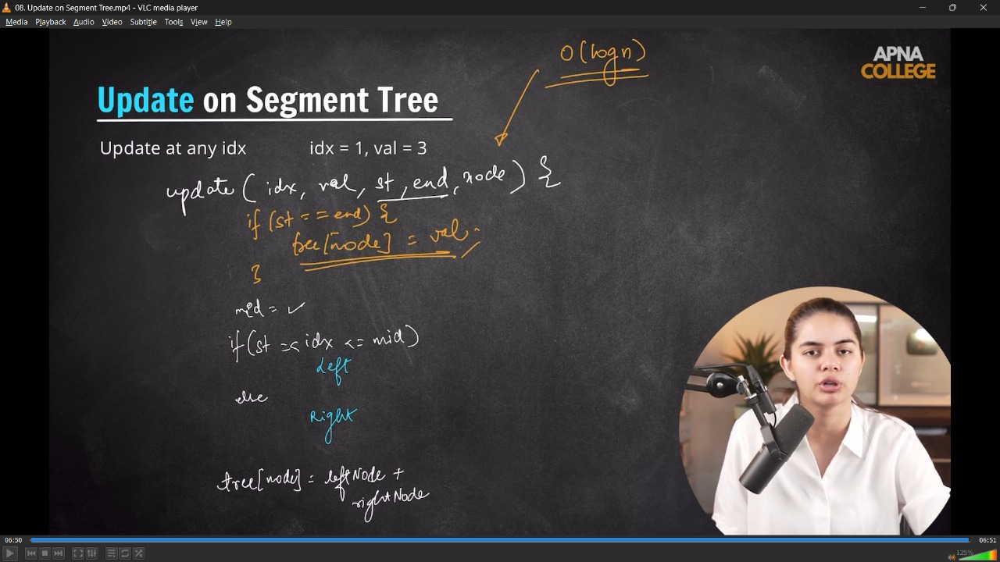 08. Update on Segment Tree.mp4 - VLC media player
Media Playback Audio Video Subtitle Tools View Help
O(logn)
APNA
COLLEGE
Update on Segment Tree
Update at any idx idx = 1, val = 3
update ( idx, val, st, end, node ) {
if (st == end) {
tree[node] = val.
}
mid = ✓
if (st =< idx <= mid)
Left
else
Right
tree[node] = leftNode +
rightNode
06:50 06:51
125%